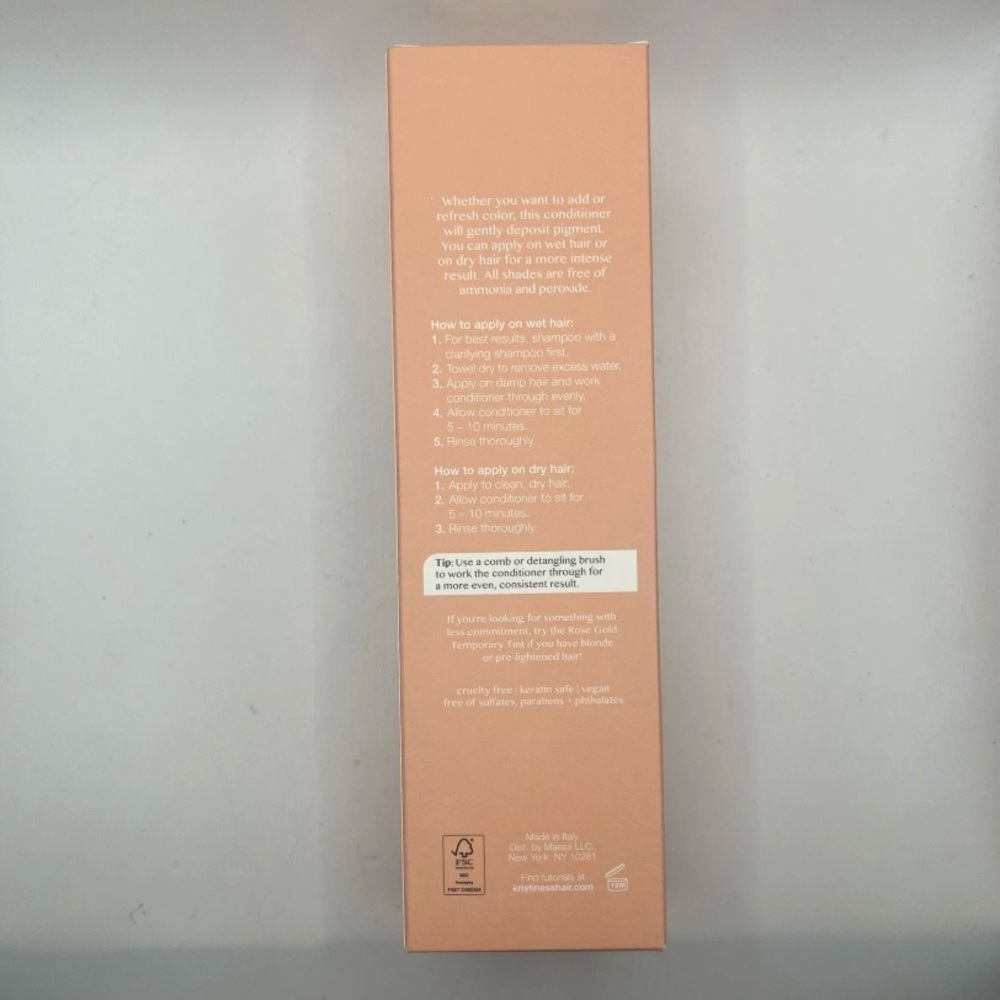 Whether you want to add or
refresh color, this conditioner
will gently deposit pigment.
You can apply on wet hair or
on dry hair for a more intense
result. All shades are free of
ammonia and peroxide.
How to apply on wet hair:
1. For best results, shampoo with a
clarifying shampoo first.
2. Towel dry to remove excess water.
3. Apply on damp hair and work
conditioner through evenly.
4. Allow conditioner to sit for
5 – 10 minutes.
5. Rinse thoroughly.
How to apply on dry hair:
1. Apply to clean, dry hair.
2. Allow conditioner to sit for
5 – 10 minutes.
3. Rinse thoroughly.
Tip: Use a comb or detangling brush
to work the conditioner through for
a more even, consistent result.
If you're looking for something with
less commitment, try the Rose Gold
Temporary Tint if you have blonde
or pre-lightened hair!
cruelty free | keratin safe | vegan
free of sulfates, parabens + phthalates
Made in Italy
Dist. by Maesa LLC.
New York, NY 10281
Find tutorials at
kristinesshair.com
FSC
MIX
Packaging
12M